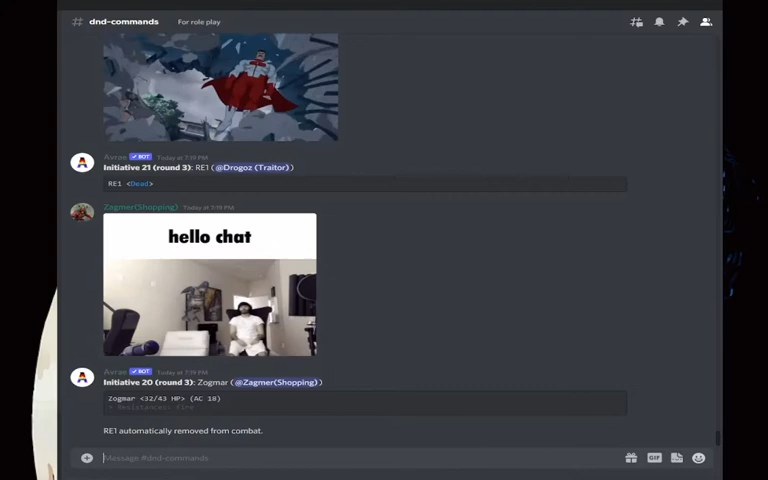 # dnd-commands For role play
Avrae ✓ BOT Today at 7:19 PM
Initiative 21 (round 3): RE1 (@Drogoz (Traitor))
RE1 <Dead>
Zagmer(Shopping) Today at 7:19 PM
hello chat
Avrae ✓ BOT Today at 7:19 PM
Initiative 20 (round 3): Zogmar (@Zagmer(Shopping))
Zogmar <32/43 HP> (AC 18)
> Resistances: fire
RE1 automatically removed from combat.
Message #dnd-commands
GIF